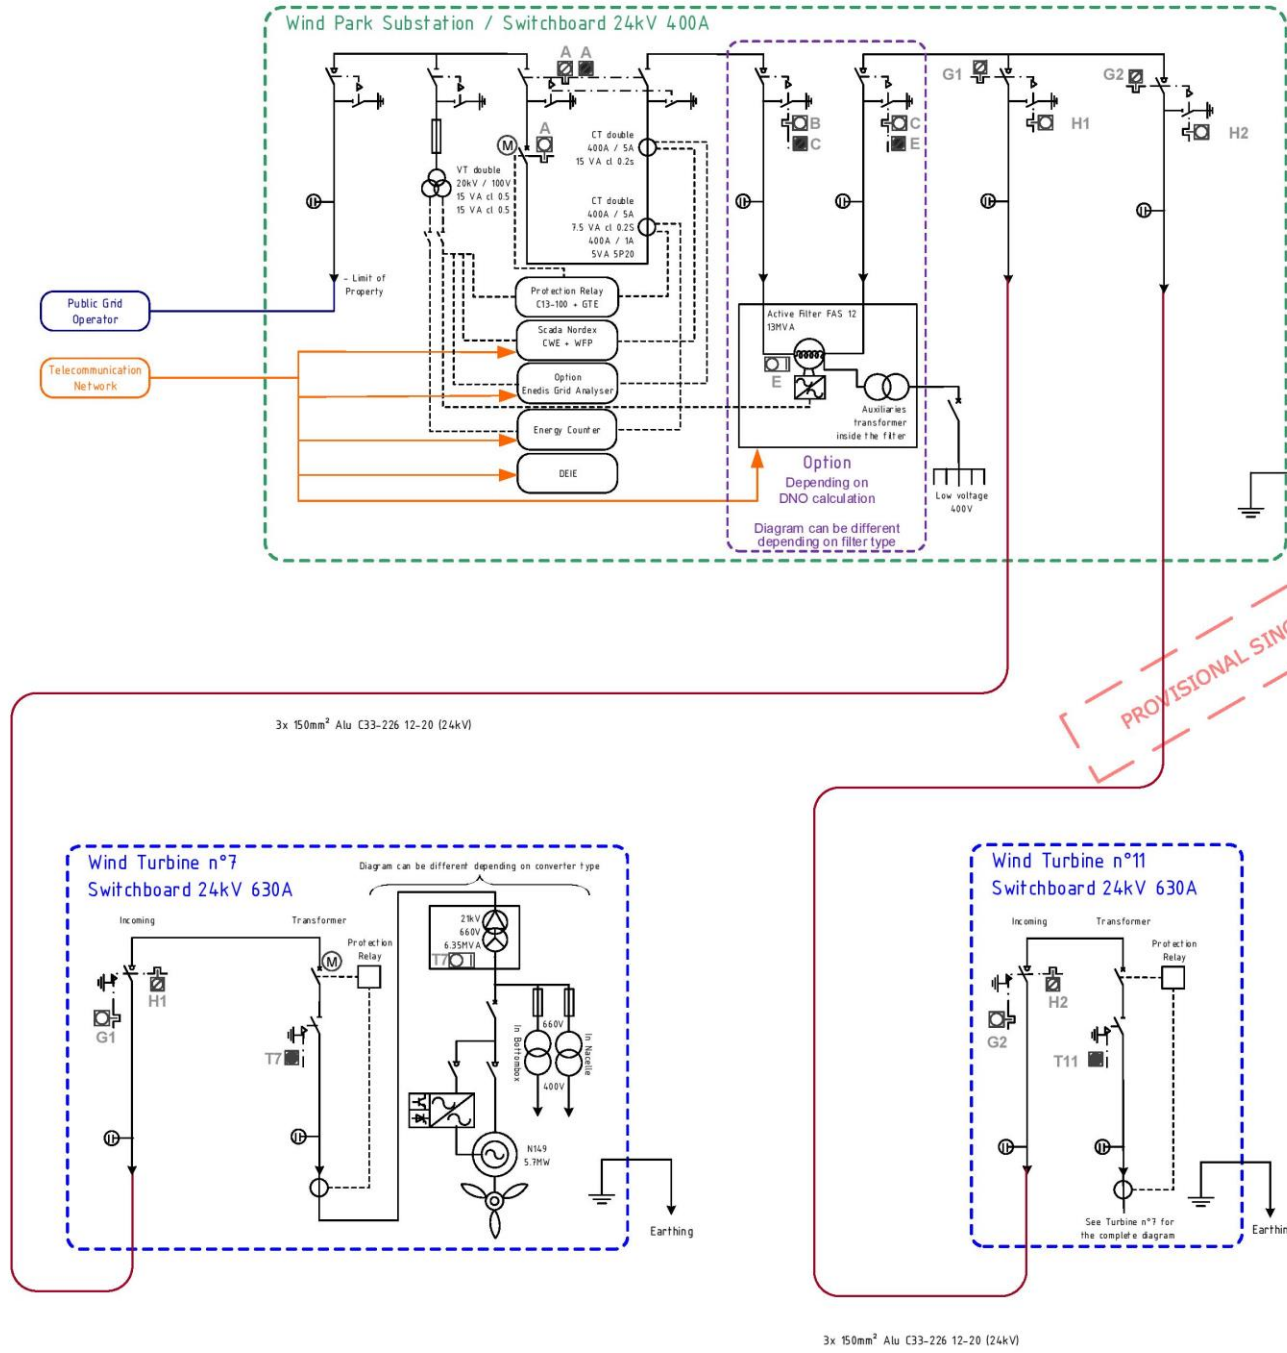 Wind Park Substation / Switchboard 24kV 400A
A A
G1
G2
A
B
C
C
E
H1
H2
M
CT double
400A / 5A
15 VA cl 0.2s
VT double
20kV / 100V
15 VA cl 0.5
15 VA cl 0.5
CT double
400A / 5A
7.5 VA cl 0.2S
400A / 1A
5VA 5P20
- Limit of
Property
Public Grid
Operator
Telecommunication
Network
Protection Relay
C13-100 + GTE
Scada Nordex
CWE + WFP
Option
Enedis Grid Analyser
Energy Counter
DEIE
Active Filter FAS 12
13MVA
E
Auxiliaries
transformer
inside the filter
Option
Depending on
DNO calculation
Diagram can be different
depending on filter type
Low voltage
400V
PROVISIONAL
3x 150mm² Alu C33-226 12-20 (24kV)
Wind Turbine n°7
Switchboard 24kV 630A
Diagram can be different depending on converter type
Incoming
Transformer
Protection
Relay
M
H1
G1
T7
21kV
660V
6.35MVA
T7
660V
400V
In Bottombox
In Nacelle
N149
5.7MW
Earthing
Wind Turbine n°11
Switchboard 24kV 630A
Incoming
Transformer
Protection
Relay
H2
G2
T11
See Turbine n°7 for
the complete diagram
3x 150mm² Alu C33-226 12-20 (24kV)